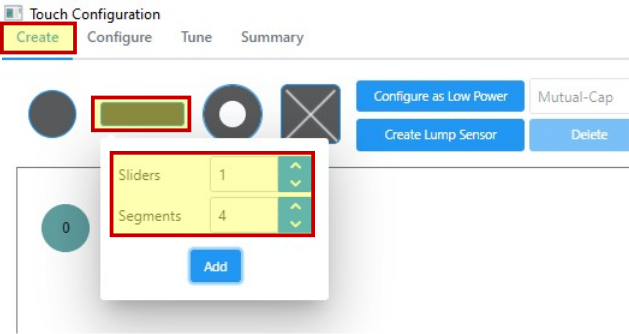 Touch Configuration
Create Configure Tune Summary
Configure as Low Power Mutual-Cap
Create Lump Sensor Delete
Sliders 1
Segments 4
0
Add